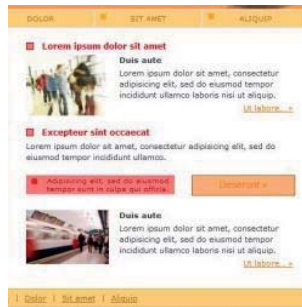 DOLOR SIT AMET ALIQUIP
Lorem ipsum dolor sit amet
Duis aute
Lorem ipsum dolor sit amet, consectetur
adipisicing elit, sed do eiusmod tempor
incididunt ullamco laboris nisi ut aliquip.
Ut labore... »
Excepteur sint occaecat
Lorem ipsum dolor sit amet, consectetur adipisicing elit, sed do
eiusmod tempor incididunt ullamco.
Adipisicing elit, sed do eiusmod
tempor sunt in culpa qui officia.
Deserunt »
Duis aute
Lorem ipsum dolor sit amet, consectetur
adipisicing elit, sed do eiusmod tempor
incididunt ullamco laboris nisi ut aliquip.
Ut labore... »
| Dolor | Sit amet | Aliquip